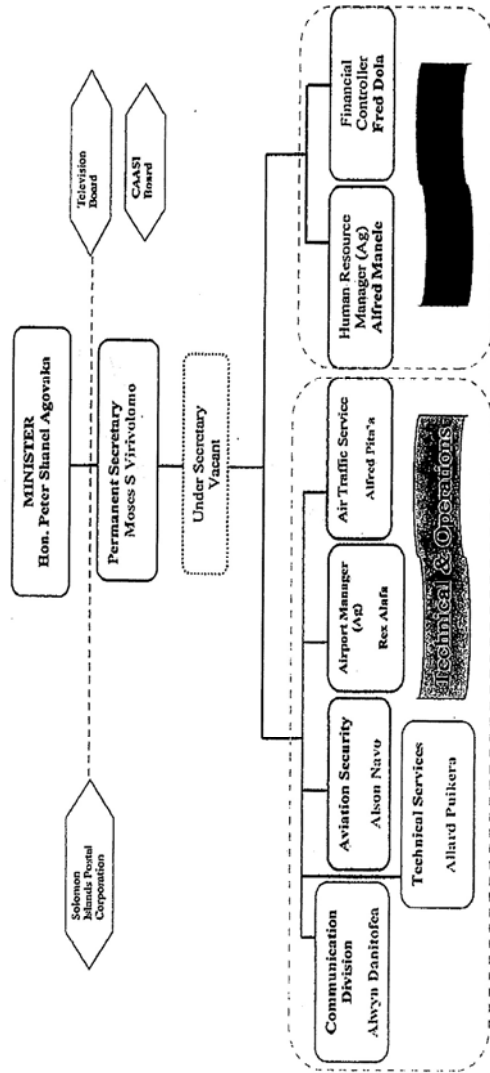 MINISTER
Hon. Peter Shanel Agovaka
Solomon
Islands Postal
Corporation
Television
Board
CAASI
Board
Permanent Secretary
Moses S Virivolomo
Under Secretary
Vacant
Communication
Division
Alwyn Danitofea
Aviation Security
Alson Navo
Airport Manager
(Ag)
Rex Alafa
Air Traffic Service
Alfred Pita'a
Human Resource
Manager (Ag)
Alfred Manele
Financial
Controller
Fred Dola
Technical Services
Allard Puikera
Technical & Operations